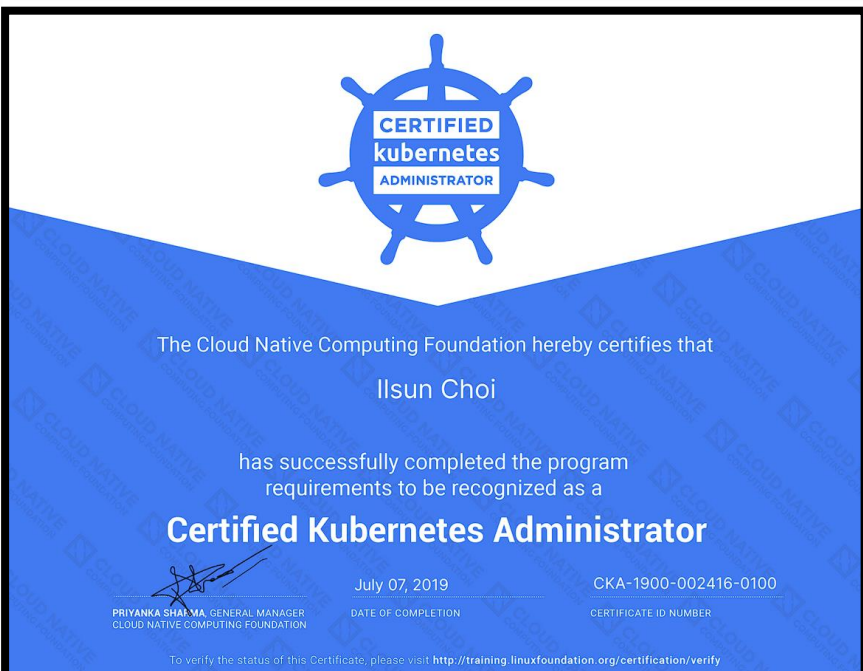 CERTIFIED
kubernetes
ADMINISTRATOR
The Cloud Native Computing Foundation hereby certifies that
Ilsun Choi
has successfully completed the program
requirements to be recognized as a
Certified Kubernetes Administrator
July 07, 2019
CKA-1900-002416-0100
PRIYANKA SHARMA, GENERAL MANAGER
CLOUD NATIVE COMPUTING FOUNDATION
DATE OF COMPLETION
CERTIFICATE ID NUMBER
To verify the status of this Certificate, please visit http://training.linuxfoundation.org/certification/verify